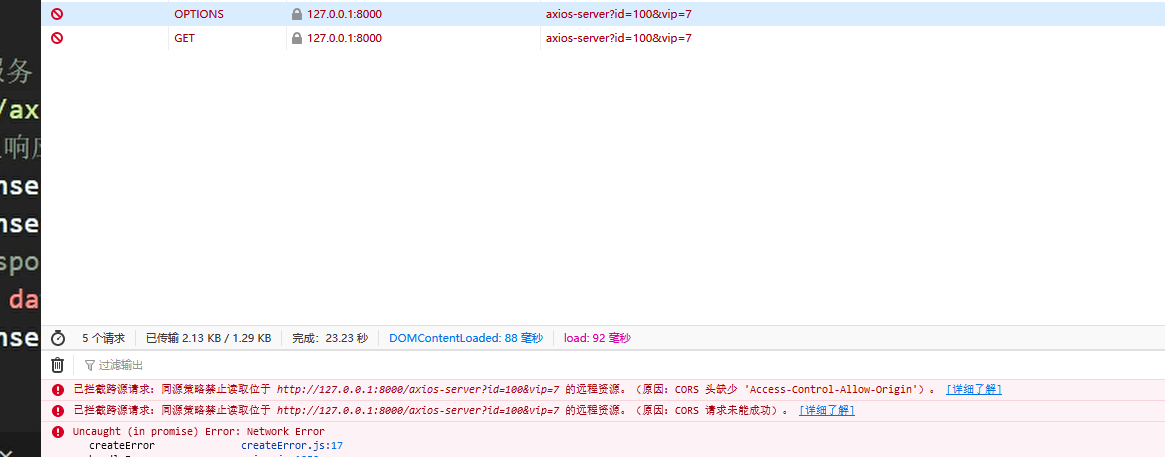 OPTIONS 127.0.0.1:8000 axios-server?id=100&vip=7
GET 127.0.0.1:8000 axios-server?id=100&vip=7
服务
/ax
响应
nse
nse
spo
da
nse
5 个请求 已传输 2.13 KB / 1.29 KB 完成：23.23 秒 DOMContentLoaded: 88 毫秒 load: 92 毫秒
过滤输出
已拦截跨源请求：同源策略禁止读取位于 http://127.0.0.1:8000/axios-server?id=100&vip=7 的远程资源。（原因：CORS 头缺少 'Access-Control-Allow-Origin'）。 [详细了解]
已拦截跨源请求：同源策略禁止读取位于 http://127.0.0.1:8000/axios-server?id=100&vip=7 的远程资源。（原因：CORS 请求未能成功）。 [详细了解]
Uncaught (in promise) Error: Network Error
createError createError.js:17